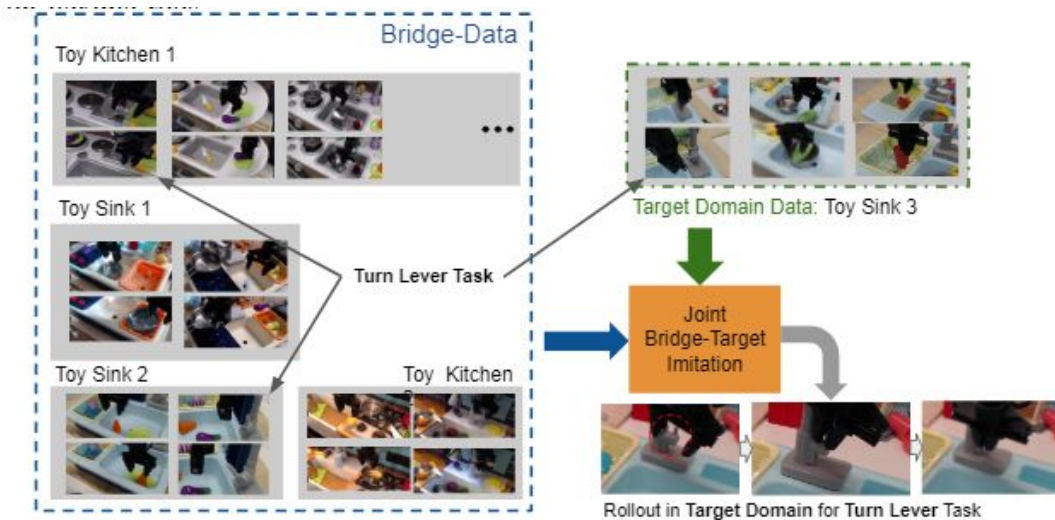 Bridge-Data
Toy Kitchen 1
...
Toy Sink 1
Turn Lever Task
Toy Sink 2
Toy Kitchen
Target Domain Data: Toy Sink 3
Joint
Bridge-Target
Imitation
Rollout in Target Domain for Turn Lever Task